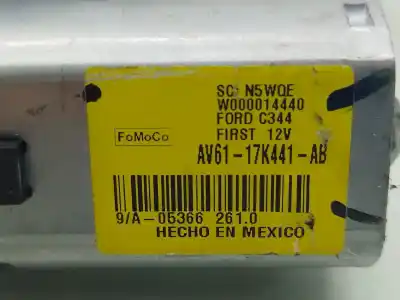 SC N5WQE
W000014440
FORD C344
FoMoCo
FIRST 12V
AV61-17K441-AB
9/A-05366 261.0
HECHO EN MEXICO